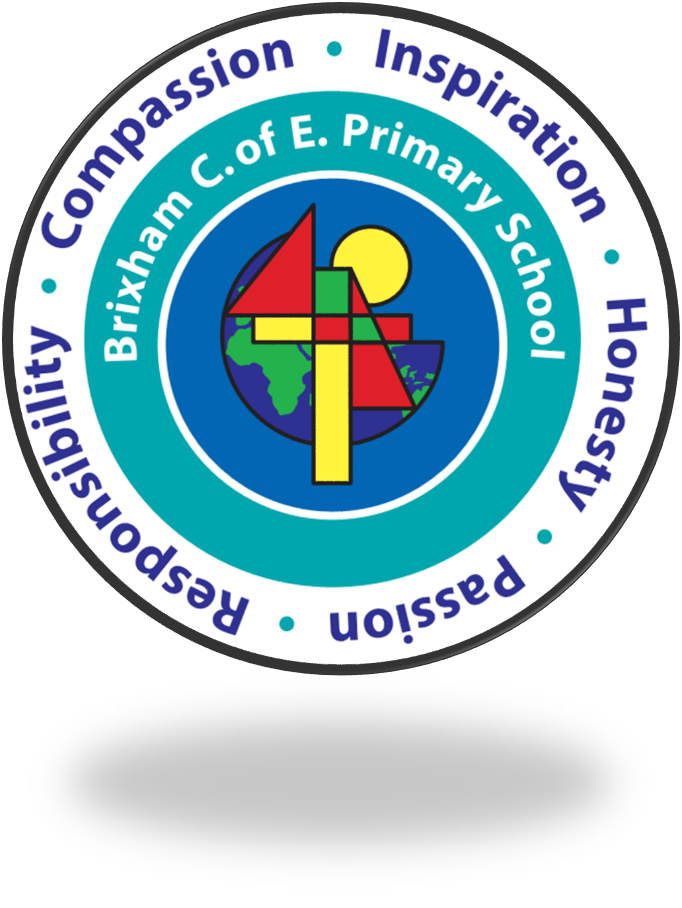 Compassion • Inspiration • Honesty • Passion • Responsibility •
Brixham C. of E. Primary School